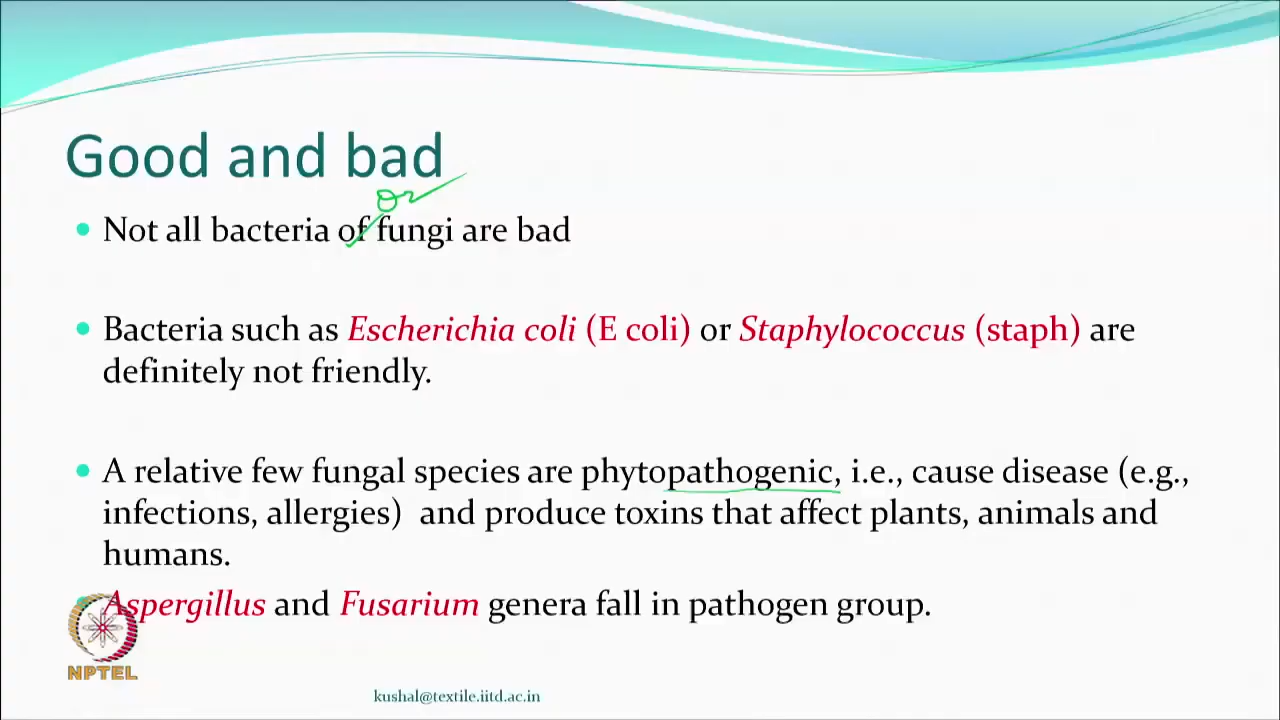 Good and bad
or
Not all bacteria of fungi are bad
Bacteria such as Escherichia coli (E coli) or Staphylococcus (staph) are
definitely not friendly.
A relative few fungal species are phytopathogenic, i.e., cause disease (e.g.,
infections, allergies) and produce toxins that affect plants, animals and
humans.
Aspergillus and Fusarium genera fall in pathogen group.
NPTEL
kushal@textile.iitd.ac.in